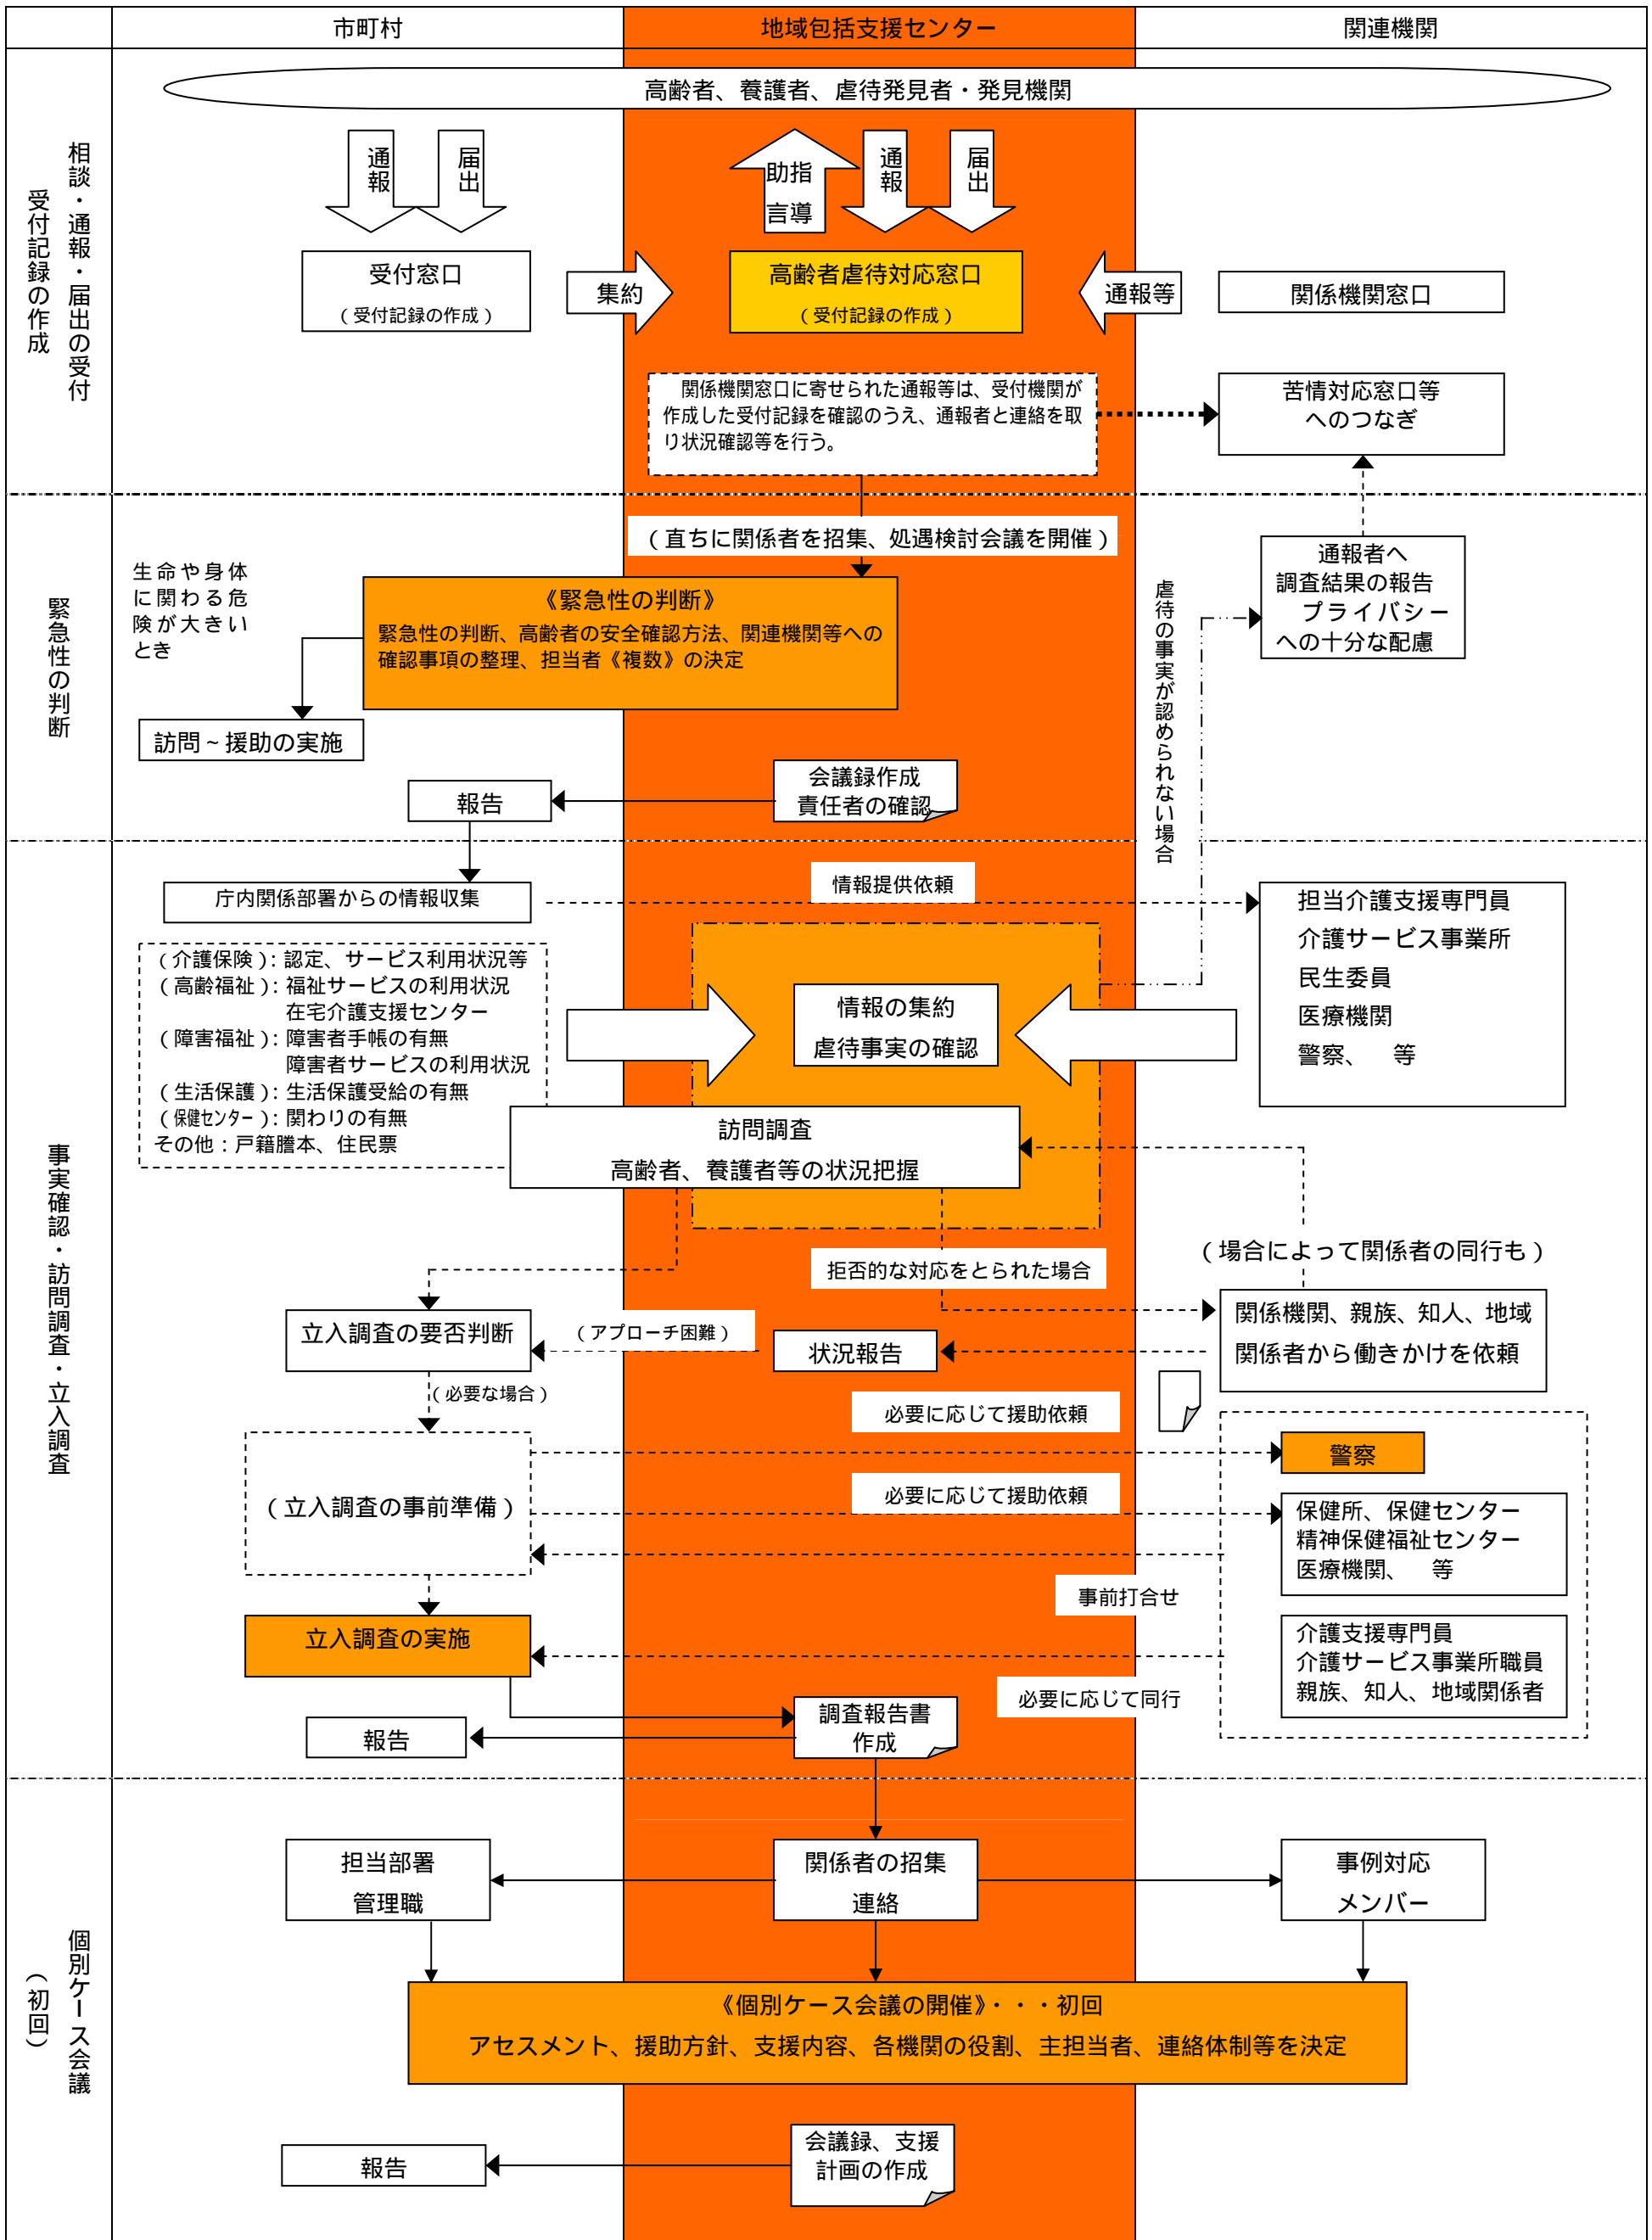 市町村
地域包括支援センター
関連機関
相談・通報・届出の受付
受付記録の作成
高齢者、養護者、虐待発見者・発見機関
通報
届出
助指
言導
通報
届出
受付窓口
（受付記録の作成）
集約
高齢者虐待対応窓口
（受付記録の作成）
通報等
関係機関窓口
関係機関窓口に寄せられた通報等は、受付機関が
作成した受付記録を確認のうえ、通報者と連絡を取
り状況確認等を行う。
苦情対応窓口等
へのつなぎ
緊急性の判断
（直ちに関係者を招集、処遇検討会議を開催）
生命や身体
に関わる危
険が大きい
とき
《緊急性の判断》
緊急性の判断、高齢者の安全確認方法、関連機関等への
確認事項の整理、担当者《複数》の決定
訪問～援助の実施
虐待の事実が認められない場合
通報者へ
調査結果の報告
プライバシー
への十分な配慮
会議録作成
責任者の確認
報告
事実確認・訪問調査・立入調査
庁内関係部署からの情報収集
情報提供依頼
担当介護支援専門員
介護サービス事業所
民生委員
医療機関
警察、　等
（介護保険）：認定、サービス利用状況等
（高齢福祉）：福祉サービスの利用状況
在宅介護支援センター
（障害福祉）：障害者手帳の有無
障害者サービスの利用状況
（生活保護）：生活保護受給の有無
（保健センター）：関わりの有無
その他：戸籍謄本、住民票
情報の集約
虐待事実の確認
訪問調査
高齢者、養護者等の状況把握
（場合によって関係者の同行も）
拒否的な対応をとられた場合
関係機関、親族、知人、地域
関係者から働きかけを依頼
立入調査の要否判断
（アプローチ困難）
状況報告
（必要な場合）
必要に応じて援助依頼
警察
（立入調査の事前準備）
必要に応じて援助依頼
保健所、保健センター
精神保健福祉センター
医療機関、　等
事前打合せ
立入調査の実施
介護支援専門員
介護サービス事業所職員
親族、知人、地域関係者
必要に応じて同行
調査報告書
作成
報告
個別ケース会議
（初回）
担当部署
管理職
関係者の招集
連絡
事例対応
メンバー
《個別ケース会議の開催》・・・初回
アセスメント、援助方針、支援内容、各機関の役割、主担当者、連絡体制等を決定
会議録、支援
計画の作成
報告